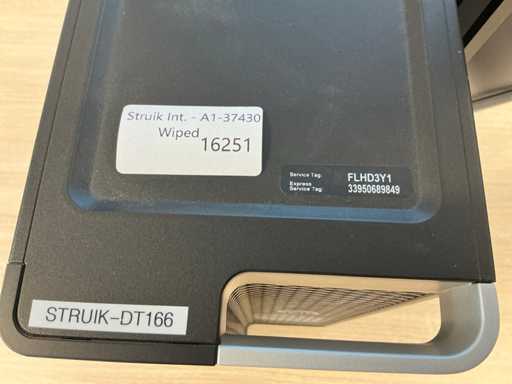 Struik Int. - A1-37430
Wiped 16251
Service Tag: FLHD3Y1
Express
Service Tag: 33950689849
STRUIK-DT166